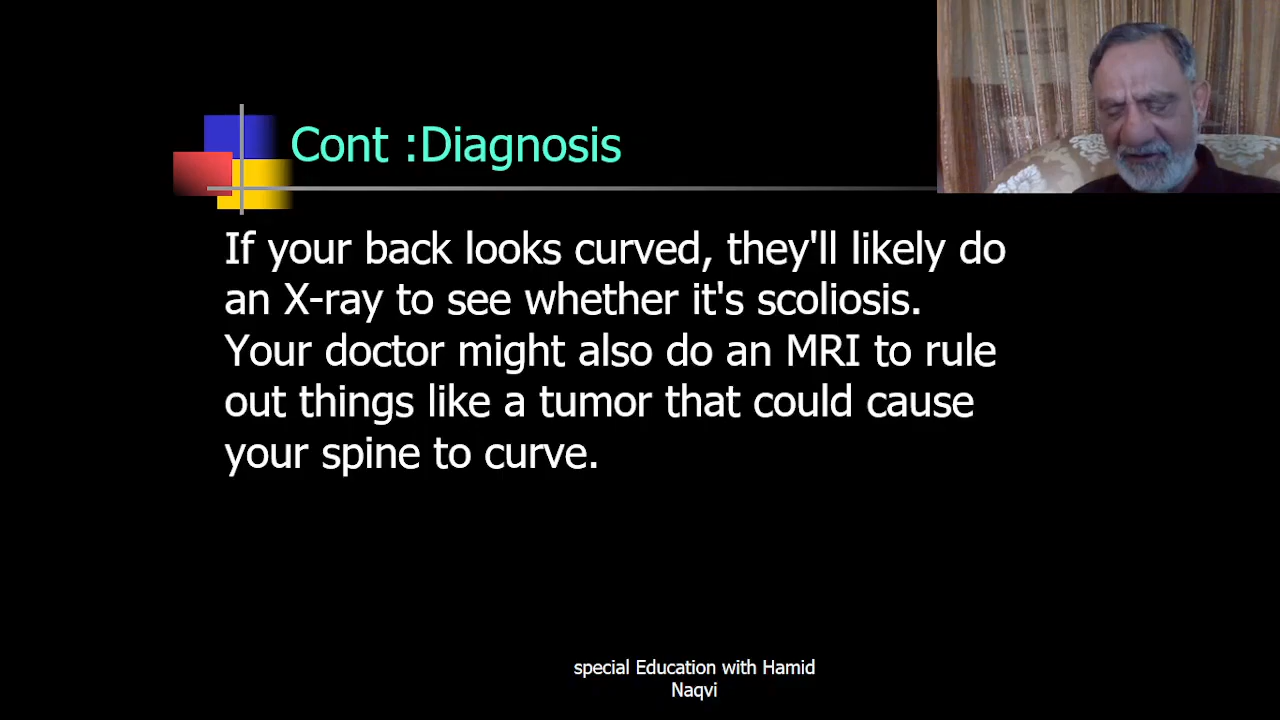 Cont :Diagnosis
If your back looks curved, they'll likely do
an X-ray to see whether it's scoliosis.
Your doctor might also do an MRI to rule
out things like a tumor that could cause
your spine to curve.
special Education with Hamid
Naqvi